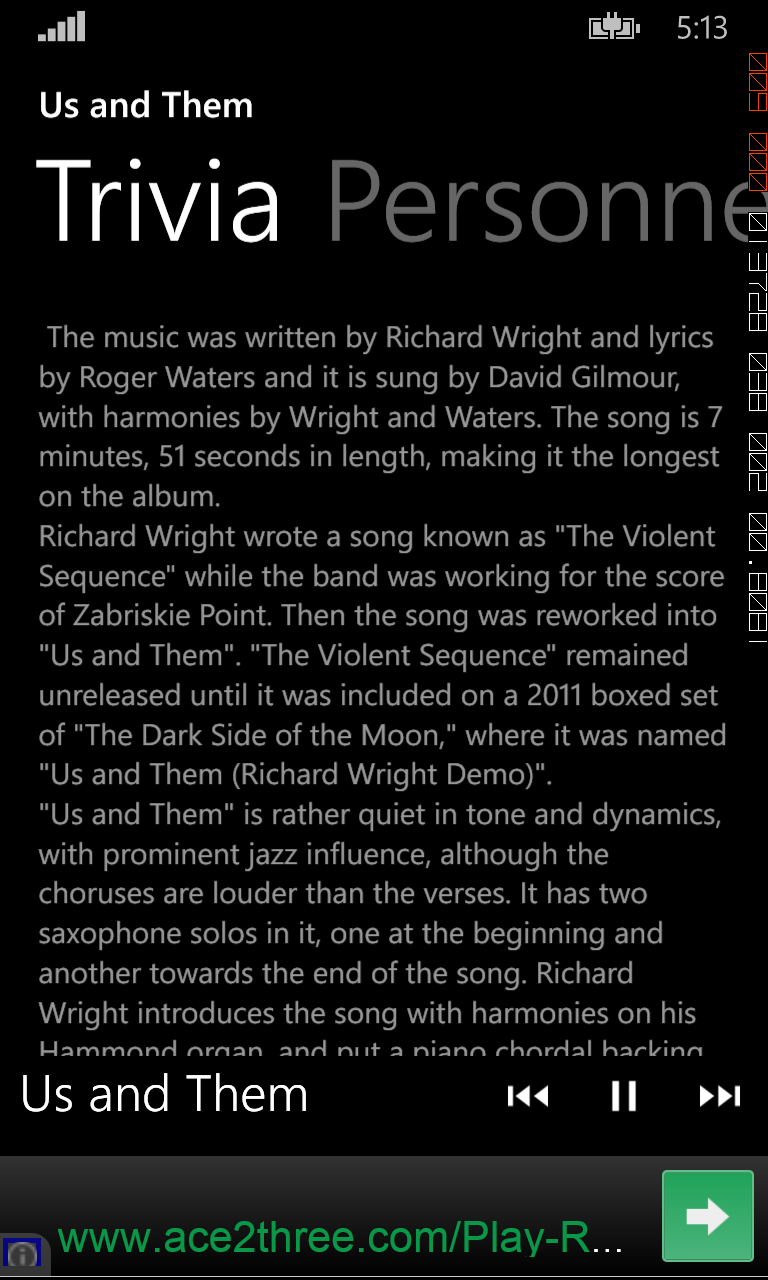 5:13
Us and Them
Trivia Personne
The music was written by Richard Wright and lyrics
by Roger Waters and it is sung by David Gilmour,
with harmonies by Wright and Waters. The song is 7
minutes, 51 seconds in length, making it the longest
on the album.
Richard Wright wrote a song known as "The Violent
Sequence" while the band was working for the score
of Zabriskie Point. Then the song was reworked into
"Us and Them". "The Violent Sequence" remained
unreleased until it was included on a 2011 boxed set
of "The Dark Side of the Moon," where it was named
"Us and Them (Richard Wright Demo)".
"Us and Them" is rather quiet in tone and dynamics,
with prominent jazz influence, although the
choruses are louder than the verses. It has two
saxophone solos in it, one at the beginning and
another towards the end of the song. Richard
Wright introduces the song with harmonies on his
Hammond organ, and put a piano chordal backing
Us and Them
www.ace2three.com/Play-R...